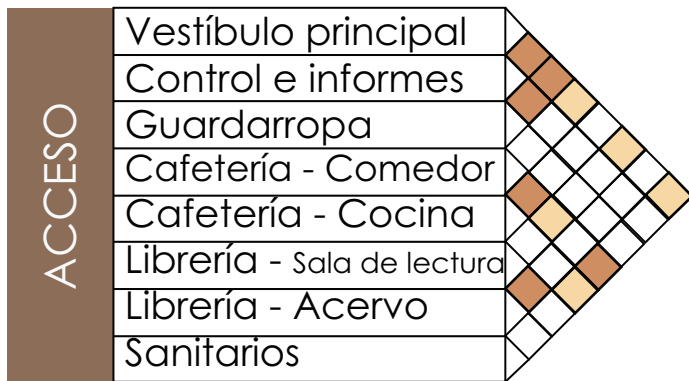 ACCESO
Vestíbulo principal
Control e informes
Guardarropa
Cafetería - Comedor
Cafetería - Cocina
Librería - Sala de lectura
Librería - Acervo
Sanitarios